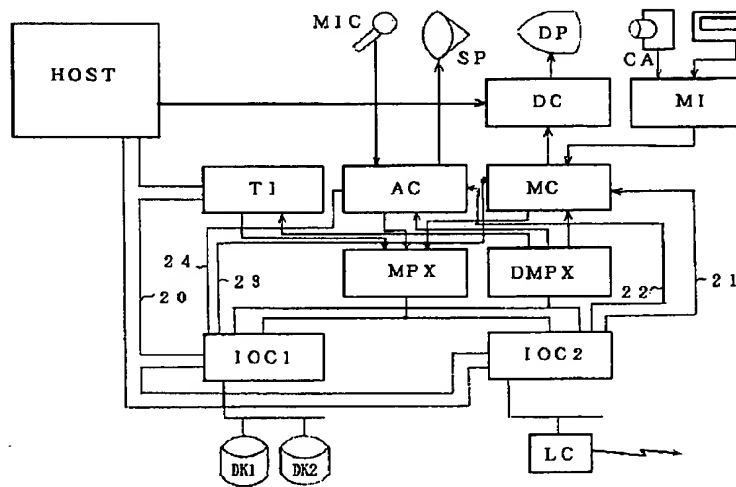 MIC
SP
DP
CA
HOST
DC
MI
TI
AC
MC
24
23
20
MPX
DMPX
22
21
IOC1
IOC2
DK1
DK2
LC